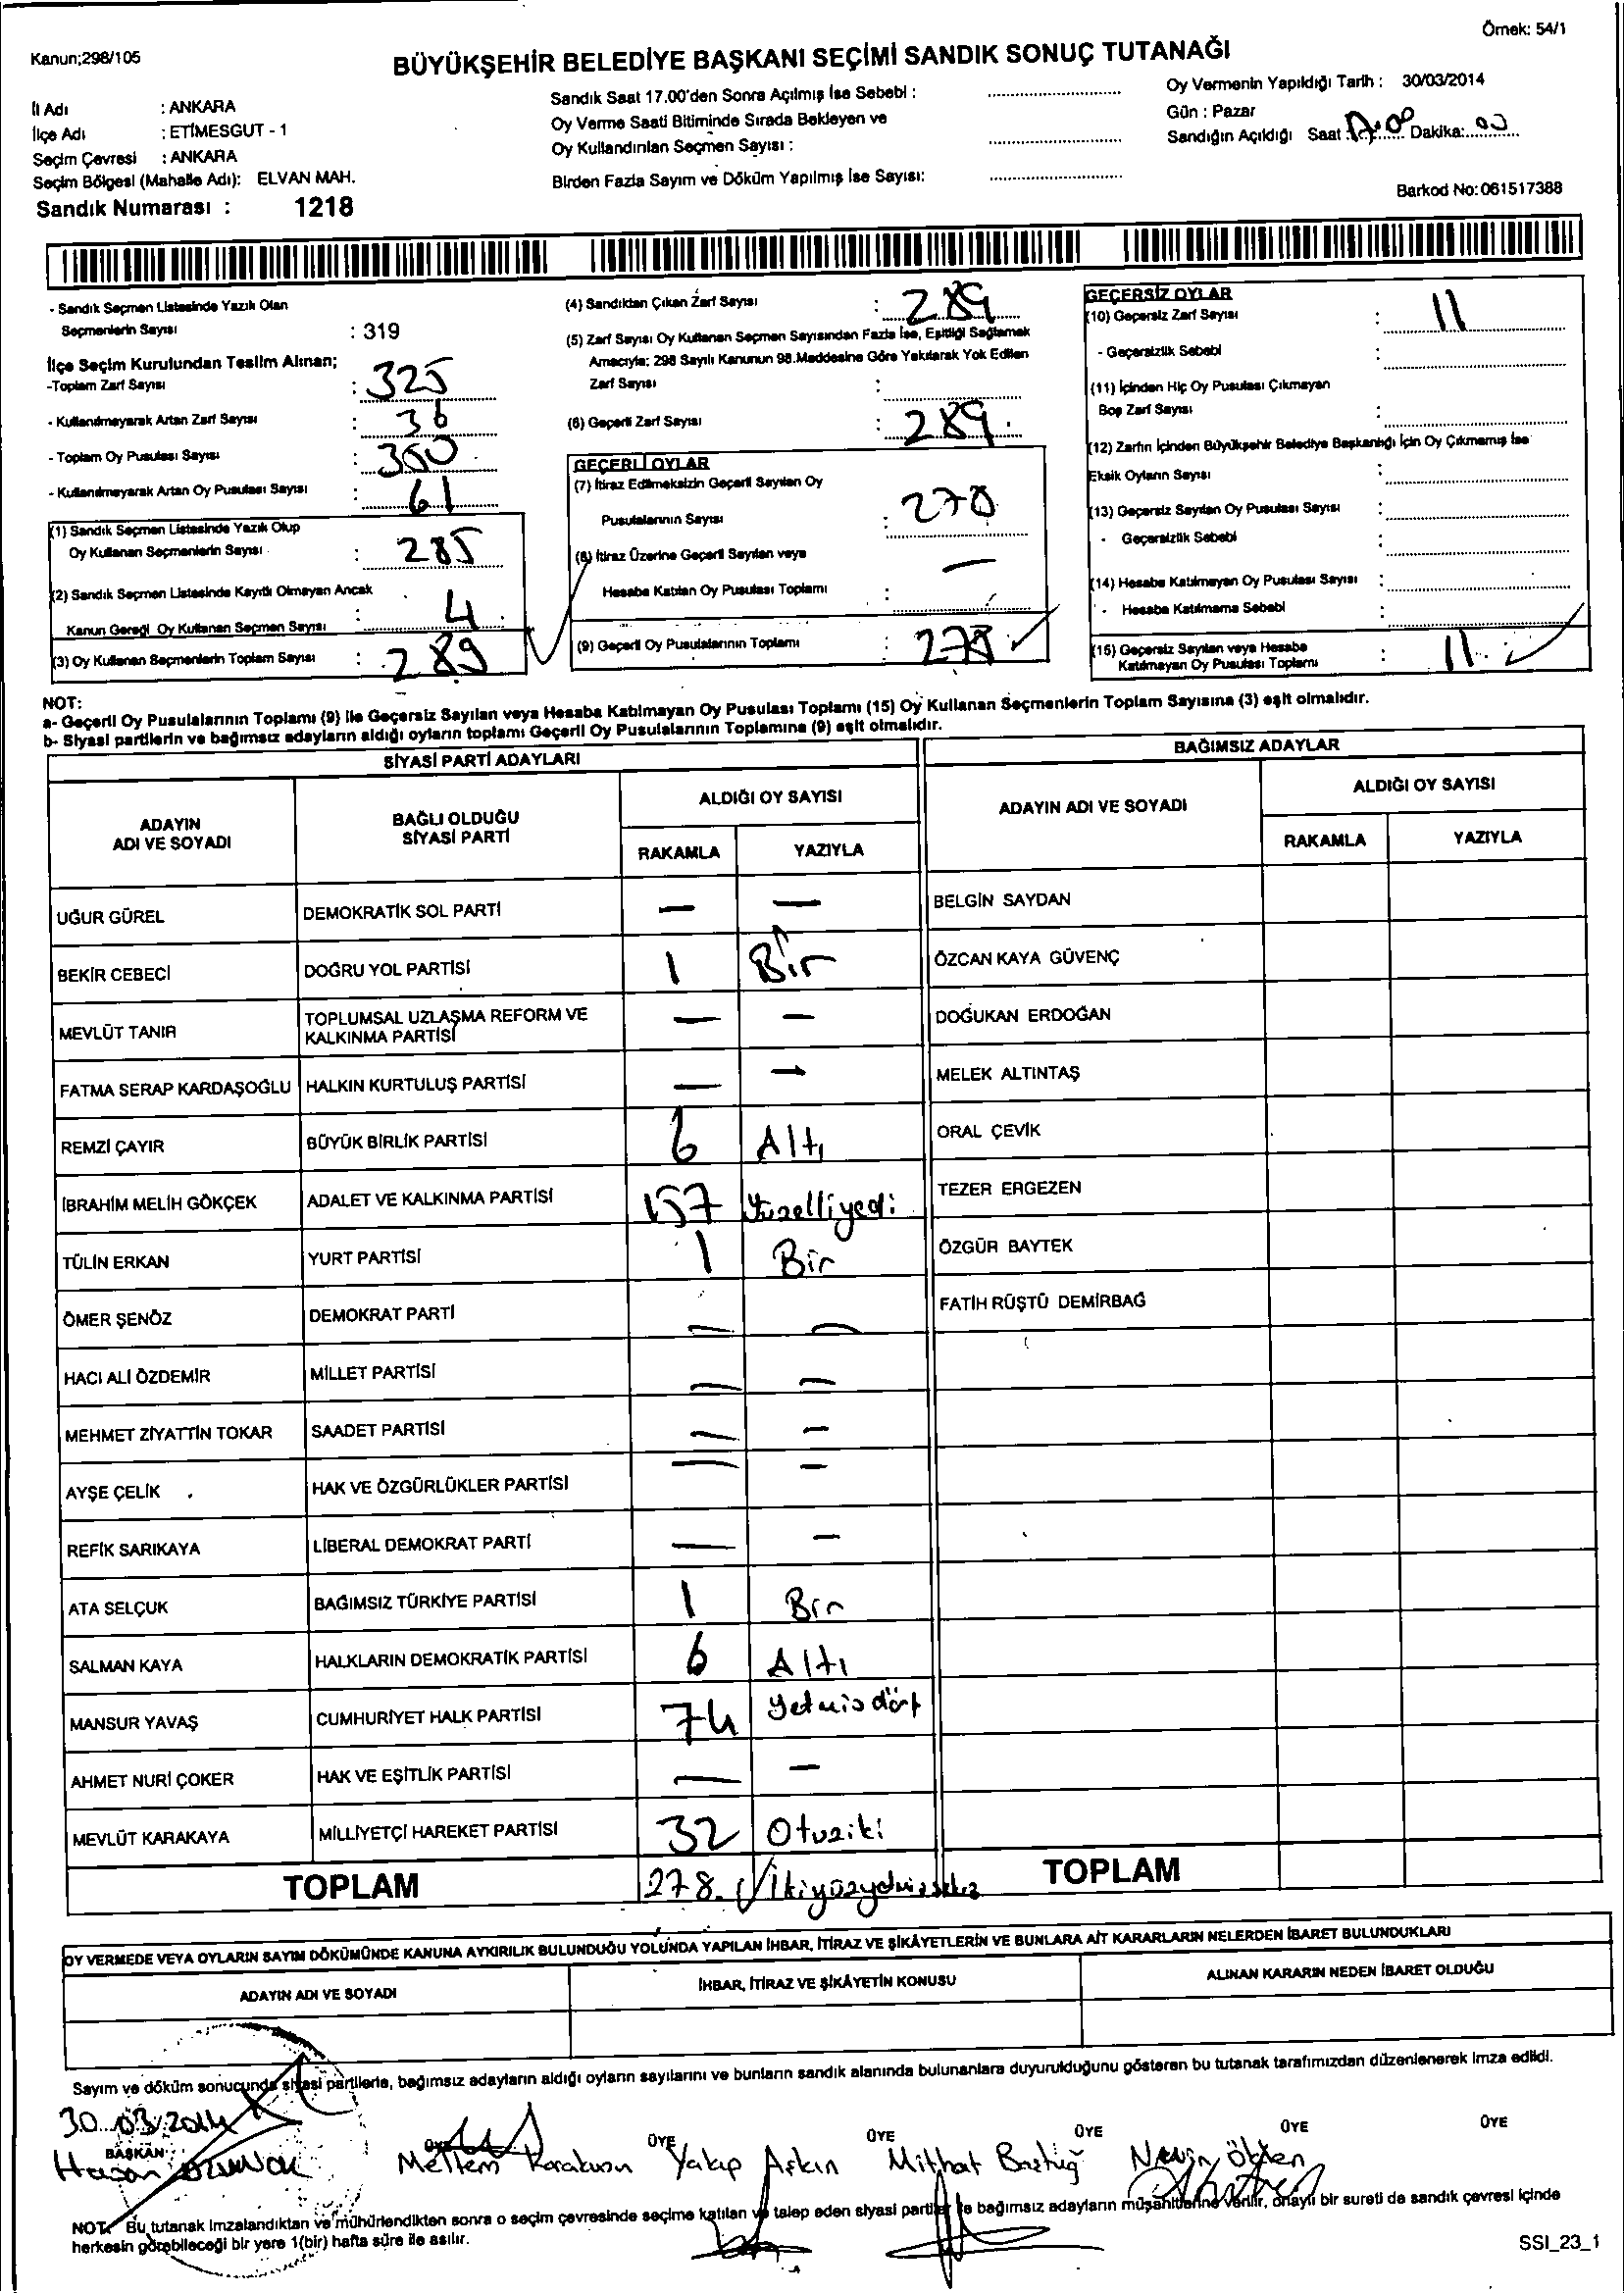 Örnek: 54/1
Kanun;298/105
BÜYÜKŞEHİR BELEDİYE BAŞKANI SEÇİMİ SANDIK SONUÇ TUTANAĞI
İl Adı : ANKARA
İlçe Adı : ETİMESGUT - 1
Seçim Çevresi : ANKARA
Seçim Bölgesi (Mahalle Adı): ELVAN MAH.
Sandık Numarası : 1218
Sandık Saat 17.00'den Sonra Açılmış İse Sebebi :
Oy Verme Saati Bitiminde Sırada Bekleyen ve
Oy Kullandırılan Seçmen Sayısı :
Birden Fazla Sayım ve Döküm Yapılmış İse Sayısı:
Oy Vermenin Yapıldığı Tarih : 30/03/2014
Gün : Pazar
Sandığın Açıldığı Saat 17:00 Dakika: 00
Barkod No: 061517388
- Sandık Seçmen Listesinde Yazılı Olan
Seçmenlerin Sayısı : 319
İlçe Seçim Kurulundan Teslim Alınan;
-Toplam Zarf Sayısı : 325
- Kullanılmayarak Artan Zarf Sayısı : 36
- Toplam Oy Pusulası Sayısı : 350
- Kullanılmayarak Artan Oy Pusulası Sayısı : 61
(1) Sandık Seçmen Listesinde Yazılı Olup
Oy Kullanan Seçmenlerin Sayısı : 285
(2) Sandık Seçmen Listesinde Kayıtlı Olmayan Ancak
Kanun Gereği Oy Kullanan Seçmen Sayısı : 4
(3) Oy Kullanan Seçmenlerin Toplam Sayısı : 289
(4) Sandıktan Çıkan Zarf Sayısı : 289
(5) Zarf Sayısı Oy Kullanan Seçmen Sayısından Fazla İse, Eşitliği Sağlamak
Amacıyla; 298 Sayılı Kanunun 98.Maddesine Göre Yakılarak Yok Edilen
Zarf Sayısı :
(6) Geçerli Zarf Sayısı : 289
GEÇERLİ OYLAR
(7) İtiraz Edilmeksizin Geçerli Sayılan Oy
Pusulalarının Sayısı : 278
(8) İtiraz Üzerine Geçerli Sayılan veya
Hesaba Katılan Oy Pusulası Toplamı : —
(9) Geçerli Oy Pusulalarının Toplamı : 278
GEÇERSİZ OYLAR
(10) Geçersiz Zarf Sayısı : 11
- Geçersizlik Sebebi :
(11) İçinden Hiç Oy Pusulası Çıkmayan
Boş Zarf Sayısı :
(12) Zarfın İçinden Büyükşehir Belediye Başkanlığı İçin Oy Çıkmamış İse
Eksik Oyların Sayısı :
(13) Geçersiz Sayılan Oy Pusulası Sayısı :
- Geçersizlik Sebebi :
(14) Hesaba Katılmayan Oy Pusulası Sayısı :
- Hesaba Katılmama Sebebi :
(15) Geçersiz Sayılan veya Hesaba
Katılmayan Oy Pusulası Toplamı : 11
NOT:
a- Geçerli Oy Pusulalarının Toplamı (9) ile Geçersiz Sayılan veya Hesaba Katılmayan Oy Pusulası Toplamı (15) Oy Kullanan Seçmenlerin Toplam Sayısına (3) eşit olmalıdır.
b- Siyasi partilerin ve bağımsız adayların aldığı oyların toplamı Geçerli Oy Pusulalarının Toplamına (9) eşit olmalıdır.
SİYASİ PARTİ ADAYLARI
ADAYIN ADI VE SOYADI
BAĞLI OLDUĞU SİYASİ PARTİ
ALDIĞI OY SAYISI
RAKAMLA YAZIYLA
UĞUR GÜREL DEMOKRATİK SOL PARTİ — —
BEKİR CEBECİ DOĞRU YOL PARTİSİ 1 Bir
MEVLÜT TANIR TOPLUMSAL UZLAŞMA REFORM VE
KALKINMA PARTİSİ — —
FATMA SERAP KARDAŞOĞLU HALKIN KURTULUŞ PARTİSİ — —
REMZİ ÇAYIR BÜYÜK BİRLİK PARTİSİ 6 Altı
İBRAHİM MELİH GÖKÇEK ADALET VE KALKINMA PARTİSİ 157 Yüzelliyedi
TÜLİN ERKAN YURT PARTİSİ 1 Bir
ÖMER ŞENÖZ DEMOKRAT PARTİ — —
HACI ALİ ÖZDEMİR MİLLET PARTİSİ — —
MEHMET ZİYATTİN TOKAR SAADET PARTİSİ — —
AYŞE ÇELİK HAK VE ÖZGÜRLÜKLER PARTİSİ — —
REFİK SARIKAYA LİBERAL DEMOKRAT PARTİ — —
ATA SELÇUK BAĞIMSIZ TÜRKİYE PARTİSİ 1 Bir
SALMAN KAYA HALKLARIN DEMOKRATİK PARTİSİ 6 Altı
MANSUR YAVAŞ CUMHURİYET HALK PARTİSİ 74 Yetmisdört
AHMET NURİ ÇOKER HAK VE EŞİTLİK PARTİSİ — —
MEVLÜT KARAKAYA MİLLİYETÇİ HAREKET PARTİSİ 32 Otuziki
TOPLAM 278 İkiyüzyetmissekiz
BAĞIMSIZ ADAYLAR
ADAYIN ADI VE SOYADI
ALDIĞI OY SAYISI
RAKAMLA YAZIYLA
BELGİN SAYDAN
ÖZCAN KAYA GÜVENÇ
DOĞUKAN ERDOĞAN
MELEK ALTINTAŞ
ORAL ÇEVİK
TEZER ERGEZEN
ÖZGÜR BAYTEK
FATİH RÜŞTÜ DEMİRBAĞ
TOPLAM
OY VERMEDE VEYA OYLARIN SAYIM DÖKÜMÜNDE KANUNA AYKIRILIK BULUNDUĞU YOLUNDA YAPILAN İHBAR, İTİRAZ VE ŞİKÂYETLERİN VE BUNLARA AİT KARARLARIN NELERDEN İBARET BULUNDUKLARI
ADAYIN ADI VE SOYADI İHBAR, İTİRAZ VE ŞİKÂYETİN KONUSU ALINAN KARARIN NEDEN İBARET OLDUĞU
Sayım ve döküm sonucunda siyasi partilerle, bağımsız adayların aldığı oyların sayılarını ve bunların sandık alanında bulunanlara duyurulduğunu gösteren bu tutanak tarafımızdan düzenlenerek imza edildi.
30.03.2014
BAŞKAN ÜYE ÜYE ÜYE ÜYE ÜYE ÜYE
Hasan Meltem Yakup Aşkın Mithat Nevin Ökten
NOT: Bu tutanak imzalandıktan ve mühürlendikten sonra o seçim çevresinde seçime katılan ve talep eden siyasi partiler ile bağımsız adayların müşahitlerine verilir, onaylı bir sureti de sandık çevresi içinde
herkesin görebileceği bir yere 1(bir) hafta süre ile asılır.
SSI_23_1